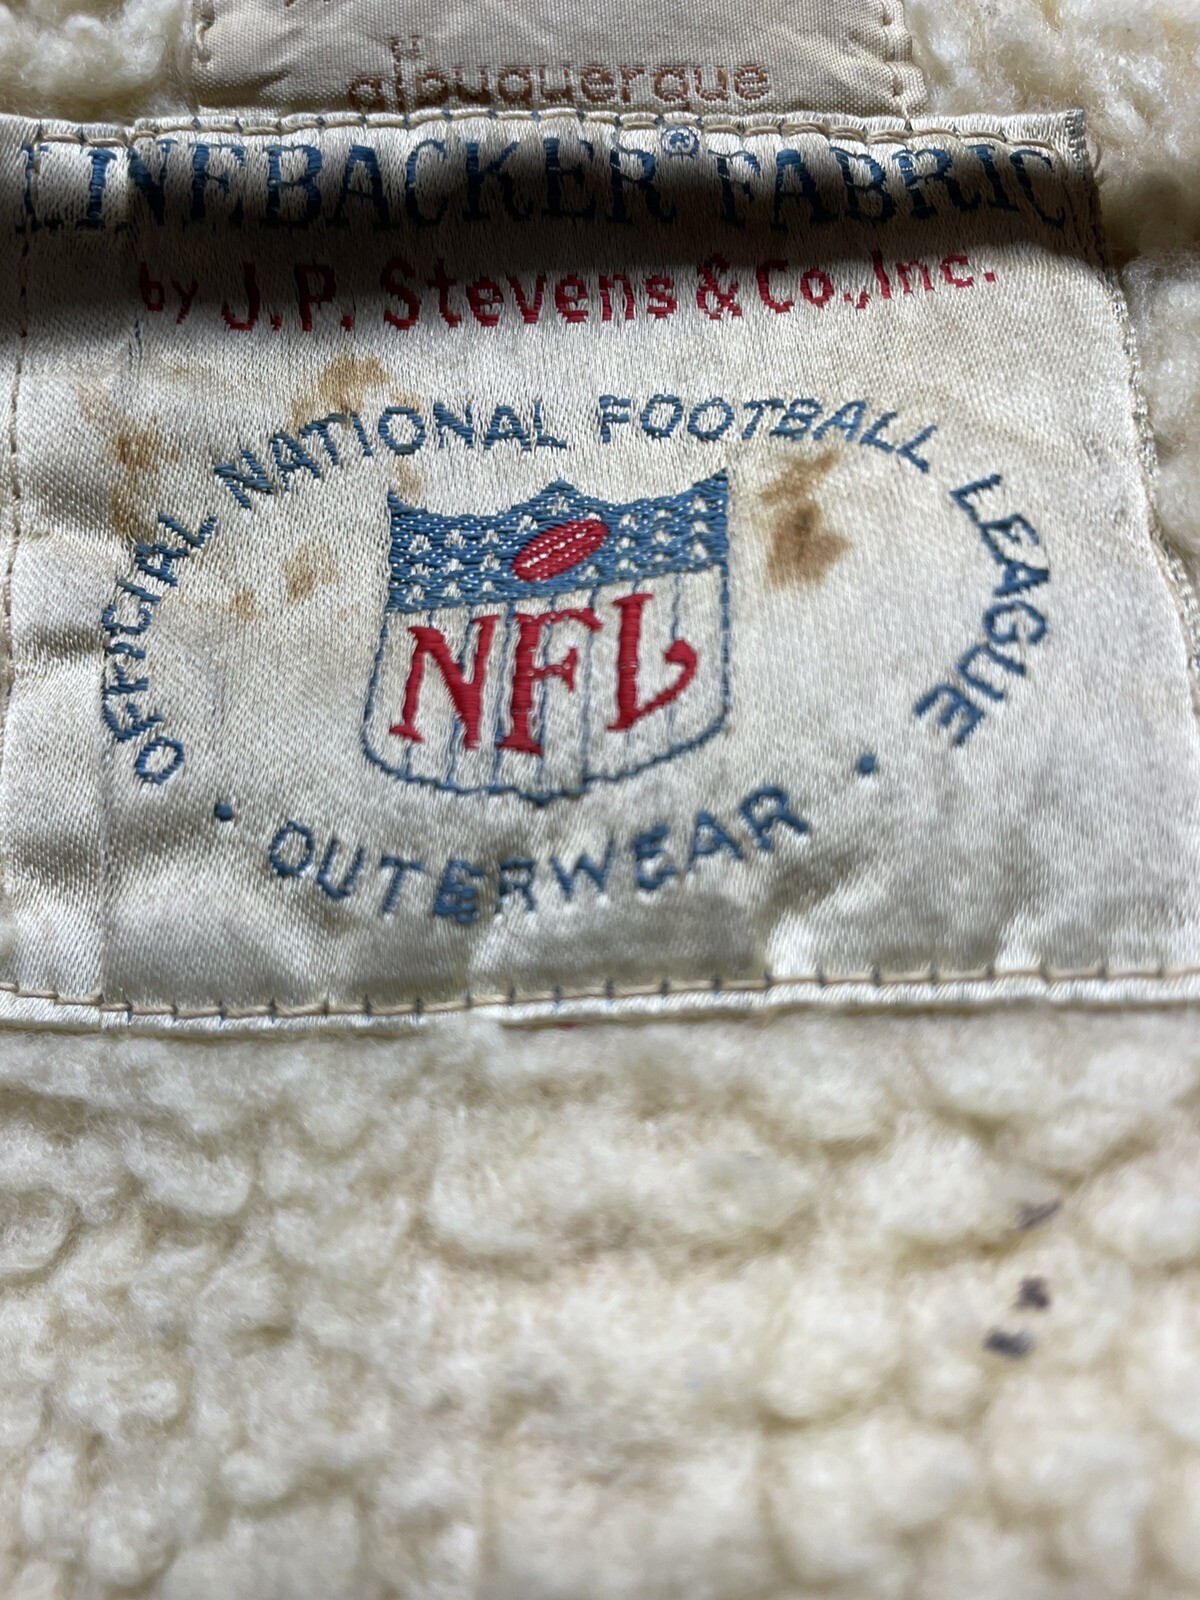 albuquerque
LINEBACKER® FABRIC
by J.P. Stevens & Co., Inc.
OFFICIAL NATIONAL FOOTBALL LEAGUE
NFL
• OUTERWEAR •